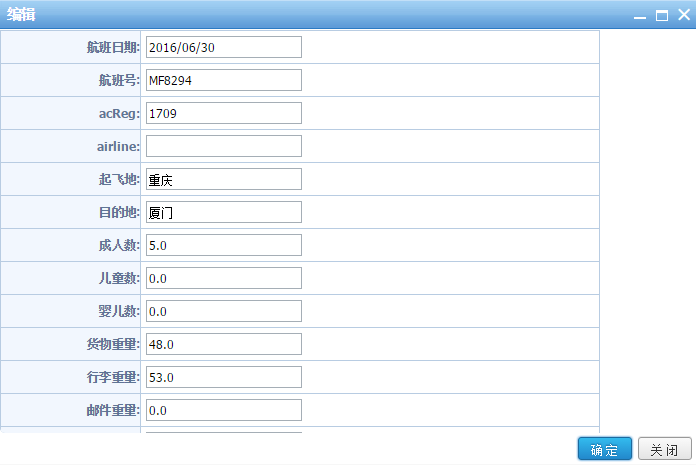 编辑
航班日期: 2016/06/30
航班号: MF8294
acReg: 1709
airline:
起飞地: 重庆
目的地: 厦门
成人数: 5.0
儿童数: 0.0
婴儿数: 0.0
货物重量: 48.0
行李重量: 53.0
邮件重量: 0.0
确定 关闭